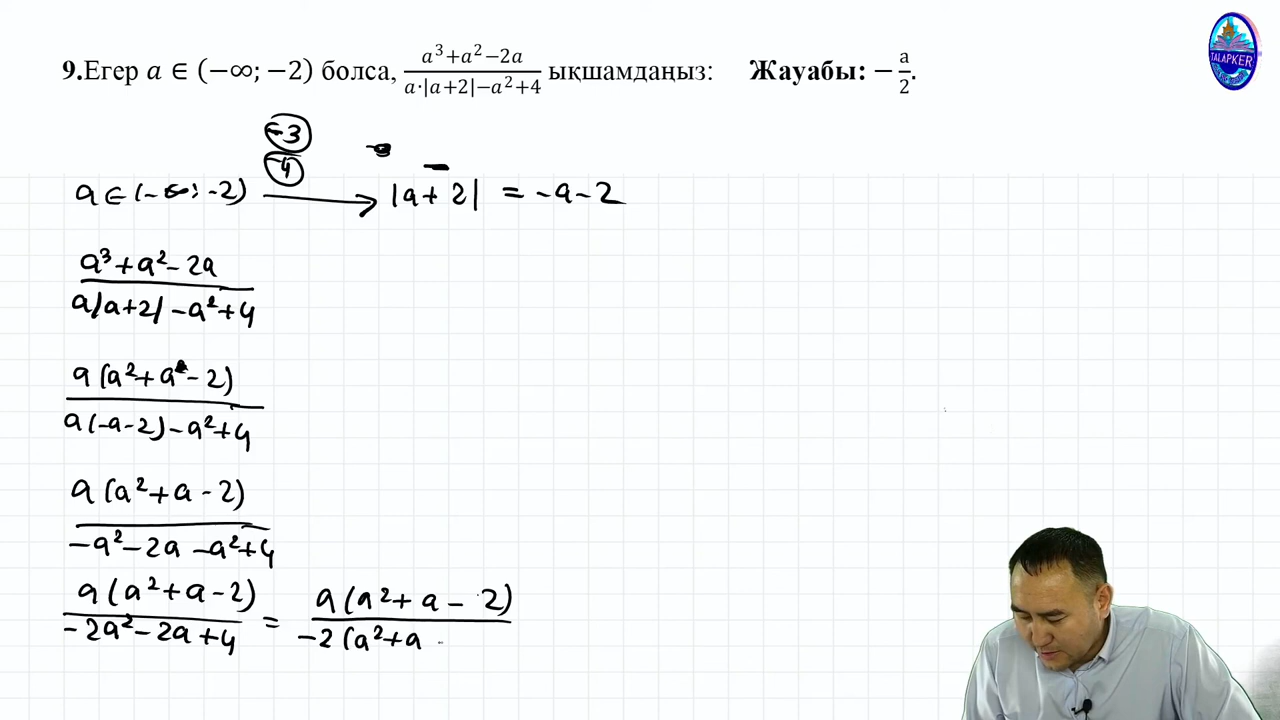 9.Егер a ∈ (−∞; −2) болса, (a³+a²−2a)/(a·|a+2|−a²+4) ықшамдаңыз: Жауабы: −a/2.
TALAPKER
-3
-4
a ∈ (-∞; -2) → |a+2| = -a-2
a³+a²-2a
a|a+2|-a²+4
a(a²+a-2)
a(-a-2)-a²+4
a(a²+a-2)
-a²-2a-a²+4
a(a²+a-2) = a(a²+a-2)
-2a²-2a+4 -2(a²+a